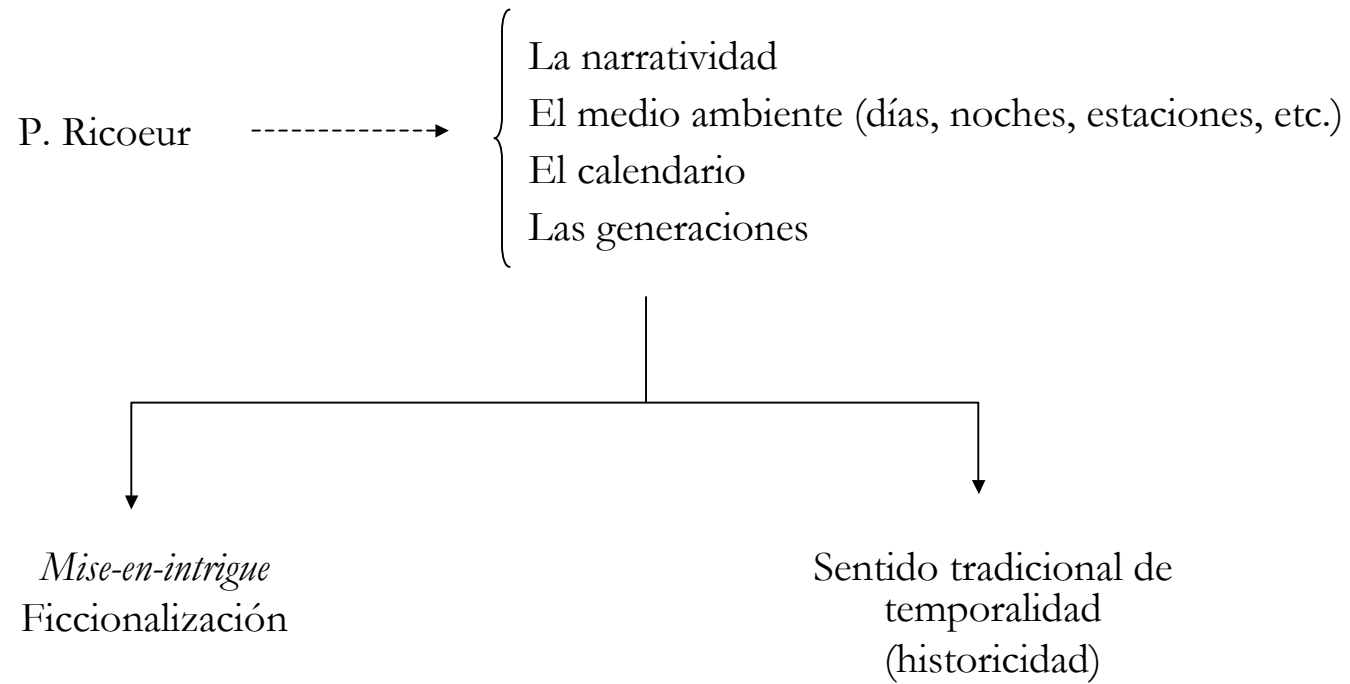 La narratividad
P. Ricoeur
El medio ambiente (días, noches, estaciones, etc.)
El calendario
Las generaciones
Mise-en-intrigue
Ficcionalización
Sentido tradicional de
temporalidad
(historicidad)